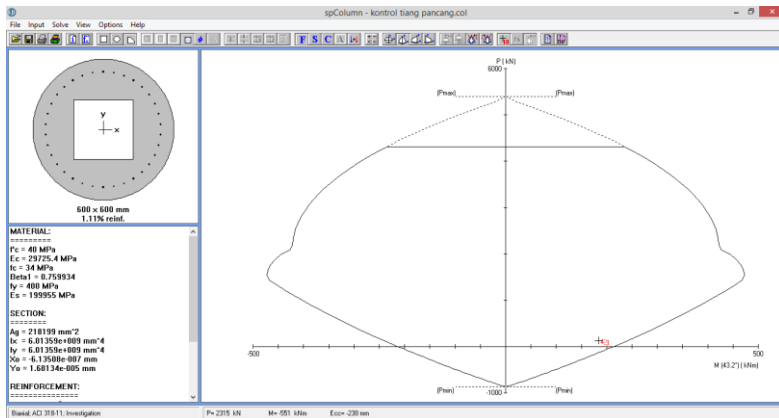 spColumn - kontrol tiang pancang.col
File Input Solve View Options Help
F S C A
y
x
600 x 600 mm
1.11% reinf.
MATERIAL:
=========
f'c = 40 MPa
Ec = 29725.4 MPa
fc = 34 MPa
Beta1 = 0.759934
fy = 400 MPa
Es = 199955 MPa
SECTION:
========
Ag = 218199 mm^2
Ix = 6.01359e+009 mm^4
Iy = 6.01359e+009 mm^4
Xo = -6.13508e-007 mm
Yo = 1.68134e-005 mm
REINFORCEMENT:
P ( kN)
6000
(Pmax)
(Pmax)
-500
500
M (43.2°) ( kNm)
(Pmin)
(Pmin)
-1000
Biaxial; ACI 318-11; Investigation
P= 2315 kN
M= -551 kNm
Ecc= -238 mm